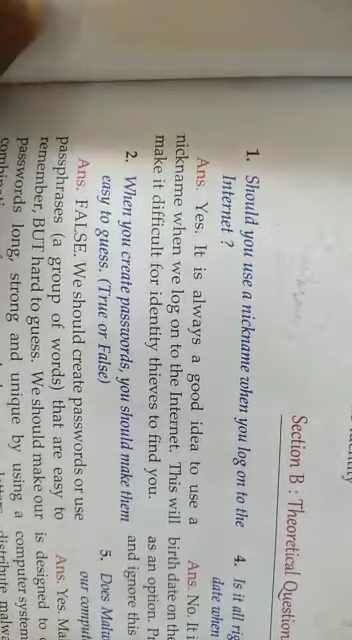 Section B : Theoretical Question
1. Should you use a nickname when you log on to the
Internet ?
Ans. Yes. It is always a good idea to use a
nickname when we log on to the Internet. This will
make it difficult for identity thieves to find you.
2. When you create passwords, you should make them
easy to guess. (True or False)
Ans. FALSE. We should create passwords or use
passphrases (a group of words) that are easy to
remember, BUT hard to guess. We should make our
passwords long, strong and unique by using a
4. Is it all
date when
Ans. No. It i
birth date on the
as an option. Pr
and ignore this
5. Does Malw
our comput
Ans. Yes. Ma
is designed to
computer system
distribute malwa